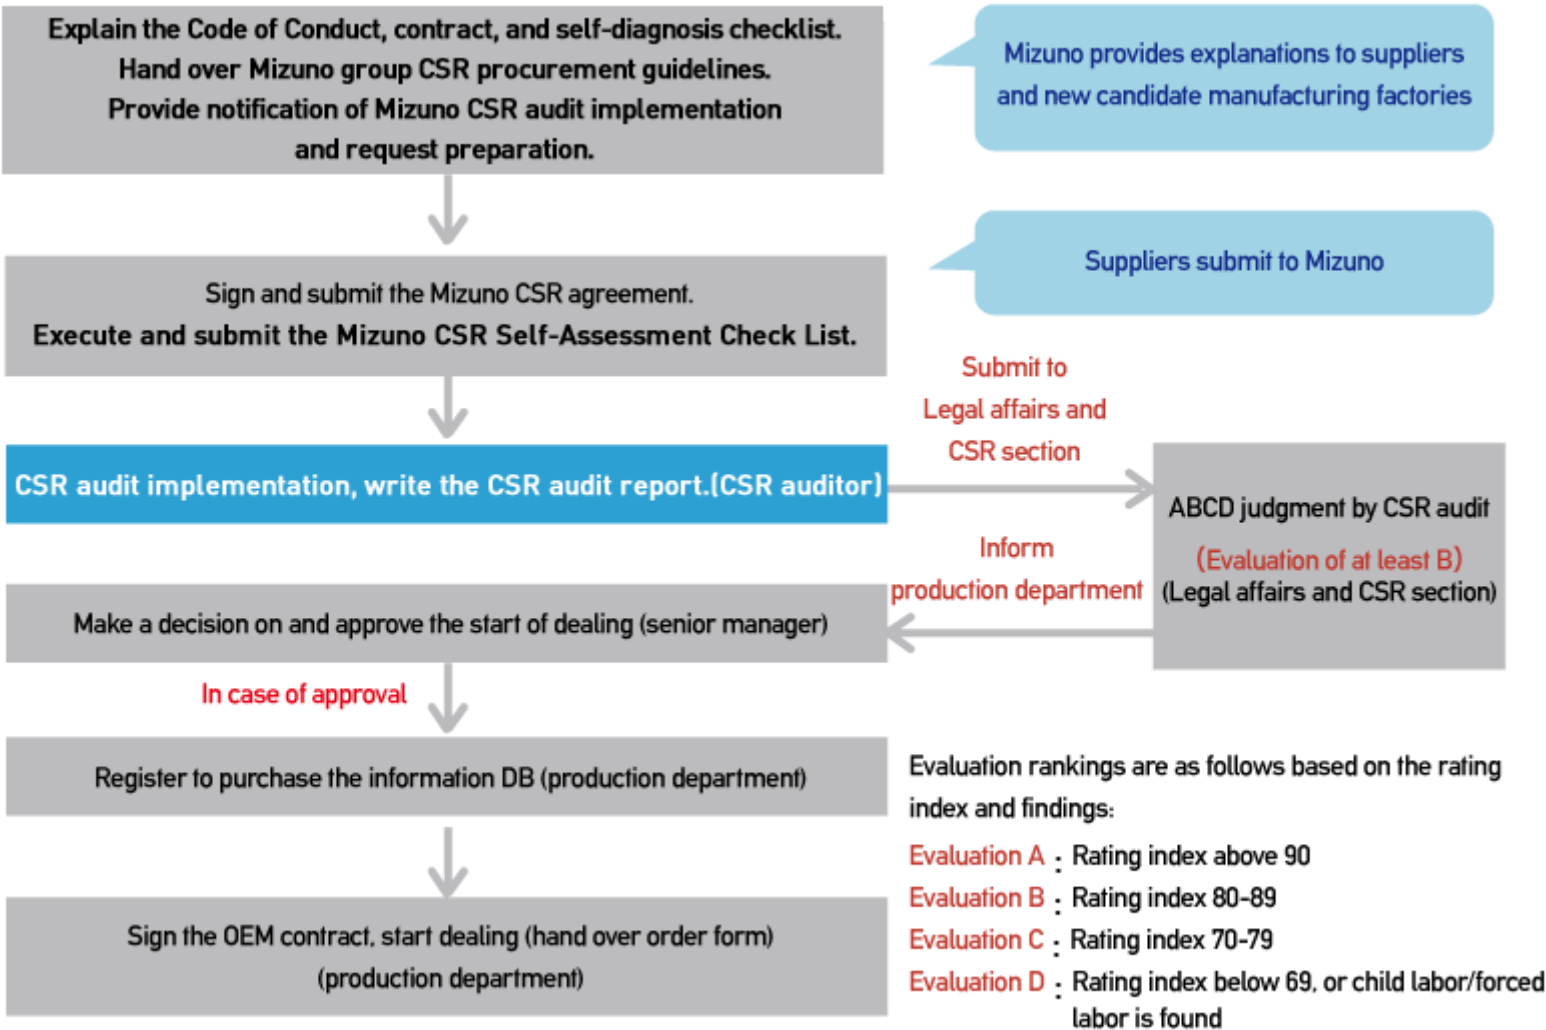 Explain the Code of Conduct, contract, and self-diagnosis checklist.
Hand over Mizuno group CSR procurement guidelines.
Provide notification of Mizuno CSR audit implementation
and request preparation.
Mizuno provides explanations to suppliers
and new candidate manufacturing factories
Sign and submit the Mizuno CSR agreement.
Execute and submit the Mizuno CSR Self-Assessment Check List.
Suppliers submit to Mizuno
Submit to
Legal affairs and
CSR section
CSR audit implementation, write the CSR audit report.(CSR auditor)
ABCD judgment by CSR audit
(Evaluation of at least B)
(Legal affairs and CSR section)
Inform
production department
Make a decision on and approve the start of dealing (senior manager)
In case of approval
Register to purchase the information DB (production department)
Sign the OEM contract, start dealing (hand over order form)
(production department)
Evaluation rankings are as follows based on the rating
index and findings:
Evaluation A : Rating index above 90
Evaluation B : Rating index 80-89
Evaluation C : Rating index 70-79
Evaluation D : Rating index below 69, or child labor/forced
labor is found